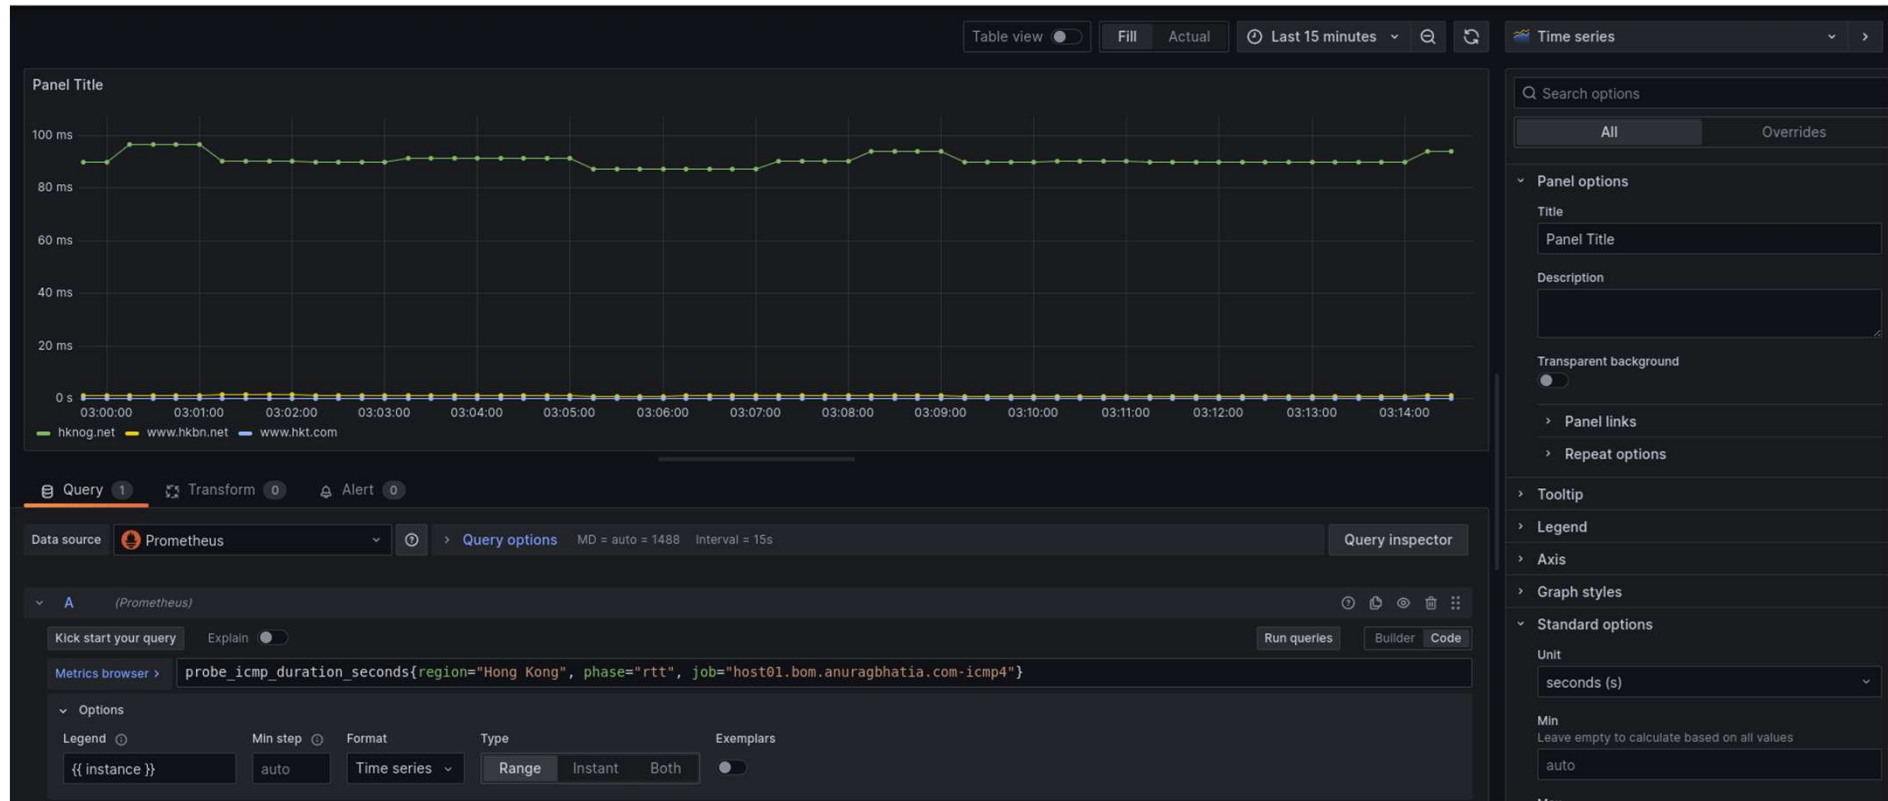 Table view Fill Actual Last 15 minutes Time series
Panel Title
100 ms
80 ms
60 ms
40 ms
20 ms
0 s
03:00:00 03:01:00 03:02:00 03:03:00 03:04:00 03:05:00 03:06:00 03:07:00 03:08:00 03:09:00 03:10:00 03:11:00 03:12:00 03:13:00 03:14:00
hknog.net www.hkbn.net www.hkt.com
Query 1 Transform 0 Alert 0
Data source Prometheus > Query options MD = auto = 1488 Interval = 15s Query inspector
A (Prometheus)
Kick start your query Explain Run queries Builder Code
Metrics browser > probe_icmp_duration_seconds{region="Hong Kong", phase="rtt", job="host01.bom.anuragbhatia.com-icmp4"}
Options
Legend Min step Format Type Exemplars
{{ instance }} auto Time series Range Instant Both
Search options
All Overrides
Panel options
Title
Panel Title
Description
Transparent background
Panel links
Repeat options
Tooltip
Legend
Axis
Graph styles
Standard options
Unit
seconds (s)
Min
Leave empty to calculate based on all values
auto